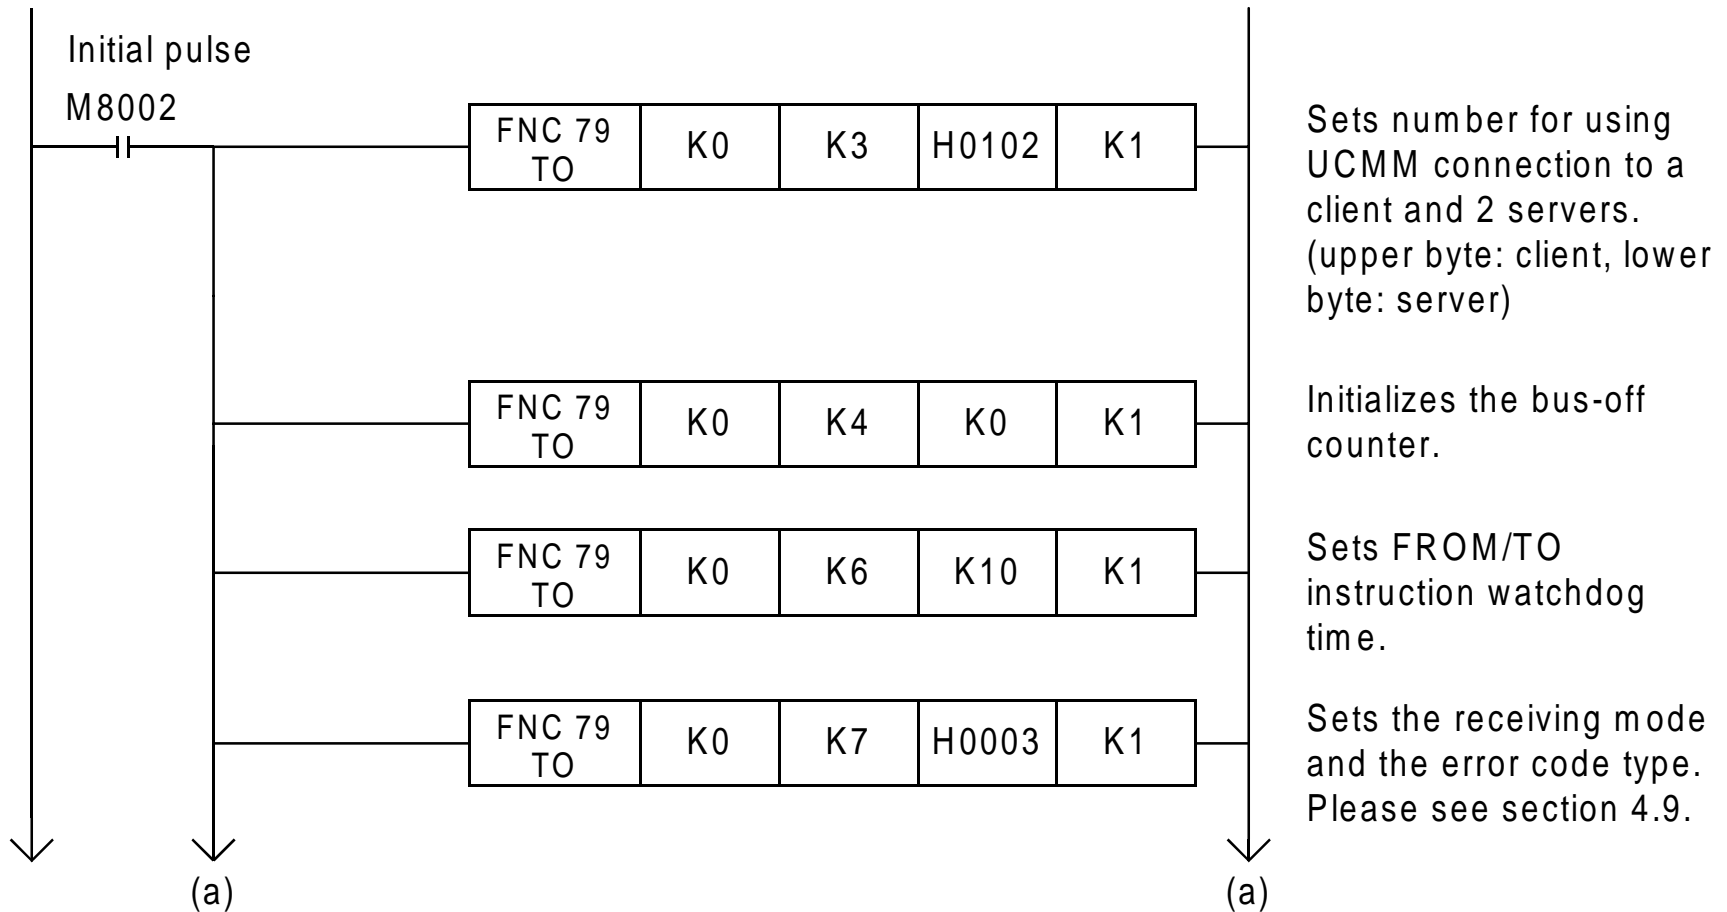 Initial pulse
M8002
FNC 79
TO
K0
K3
H0102
K1
Sets number for using
UCMM connection to a
client and 2 servers.
(upper byte: client, lower
byte: server)
FNC 79
TO
K0
K4
K0
K1
Initializes the bus-off
counter.
FNC 79
TO
K0
K6
K10
K1
Sets FROM/TO
instruction watchdog
time.
FNC 79
TO
K0
K7
H0003
K1
Sets the receiving mode
and the error code type.
Please see section 4.9.
(a)
(a)